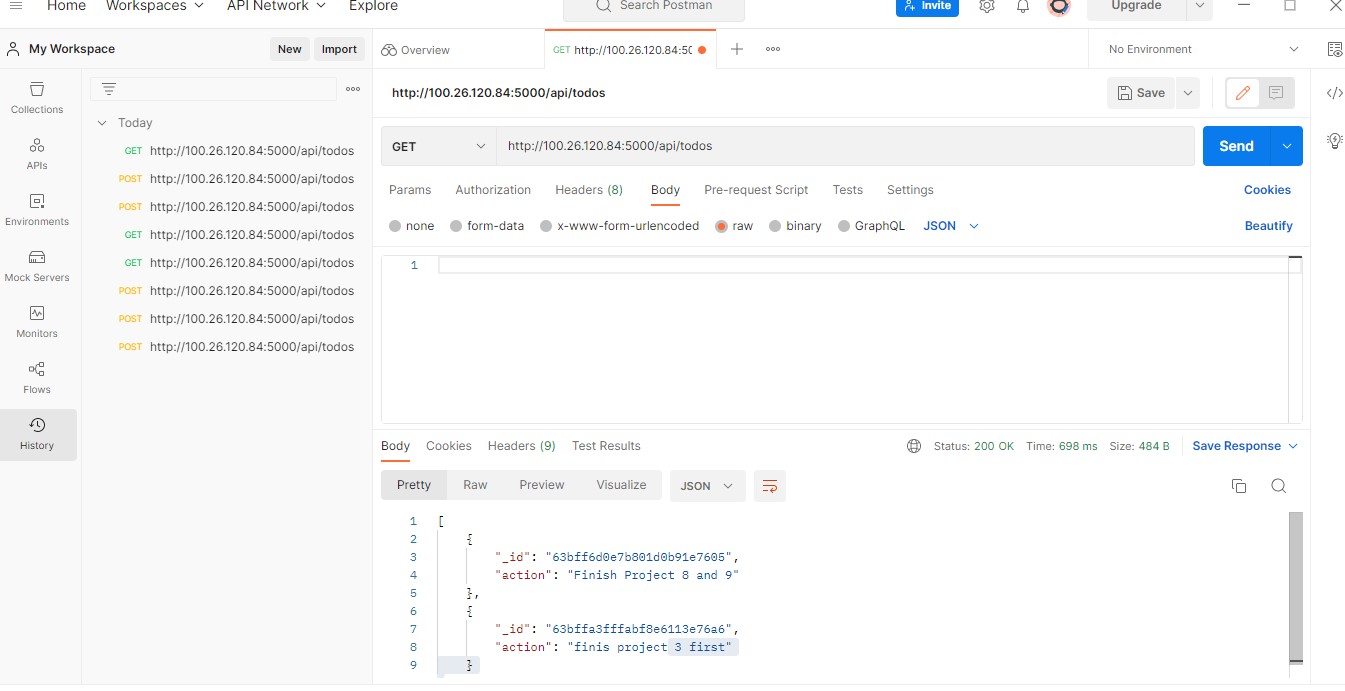 Home Workspaces API Network Explore Search Postman Invite Upgrade
My Workspace New Import Overview GET http://100.26.120.84:5000 No Environment
Collections
APIs
Environments
Mock Servers
Monitors
Flows
History
Today
GET http://100.26.120.84:5000/api/todos
POST http://100.26.120.84:5000/api/todos
POST http://100.26.120.84:5000/api/todos
GET http://100.26.120.84:5000/api/todos
GET http://100.26.120.84:5000/api/todos
POST http://100.26.120.84:5000/api/todos
POST http://100.26.120.84:5000/api/todos
POST http://100.26.120.84:5000/api/todos
http://100.26.120.84:5000/api/todos Save
GET http://100.26.120.84:5000/api/todos Send
Params Authorization Headers (8) Body Pre-request Script Tests Settings Cookies
none form-data x-www-form-urlencoded raw binary GraphQL JSON Beautify
1
Body Cookies Headers (9) Test Results Status: 200 OK Time: 698 ms Size: 484 B Save Response
Pretty Raw Preview Visualize JSON
1 [
2 {
3 "_id": "63bff6d0e7b801d0b91e7605",
4 "action": "Finish Project 8 and 9"
5 },
6 {
7 "_id": "63bffa3fffabf8e6113e76a6",
8 "action": "finis project 3 first"
9 }